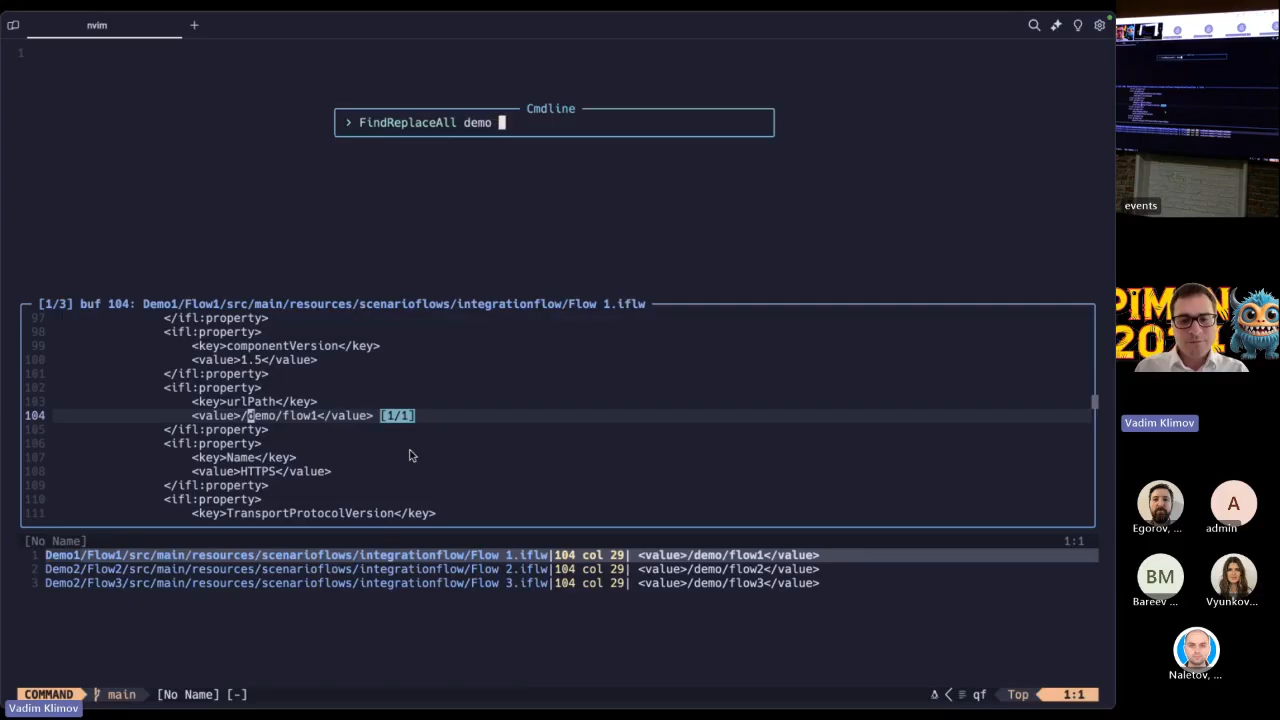 nvim
+
1
Cmdline
> FindReplaceAll demo
[1/3] buf 104: Demo1/Flow1/src/main/resources/scenarioflows/integrationflow/Flow 1.iflw
97 </ifl:property>
98 <ifl:property>
99 <key>componentVersion</key>
100 <value>1.5</value>
101 </ifl:property>
102 <ifl:property>
103 <key>urlPath</key>
104 <value>/demo/flow1</value> [1/1]
105 </ifl:property>
106 <ifl:property>
107 <key>Name</key>
108 <value>HTTPS</value>
109 </ifl:property>
110 <ifl:property>
111 <key>TransportProtocolVersion</key>
[No Name] 1:1
1 Demo1/Flow1/src/main/resources/scenarioflows/integrationflow/Flow 1.iflw|104 col 29| <value>/demo/flow1</value>
2 Demo2/Flow2/src/main/resources/scenarioflows/integrationflow/Flow 2.iflw|104 col 29| <value>/demo/flow2</value>
3 Demo2/Flow3/src/main/resources/scenarioflows/integrationflow/Flow 3.iflw|104 col 29| <value>/demo/flow3</value>
COMMAND main [No Name] [-] qf Top 1:1
Vadim Klimov
events
Vadim Klimov
A
Egorov, ...
admin
BM
Bareev ...
Vyunkov...
Naletov, ...